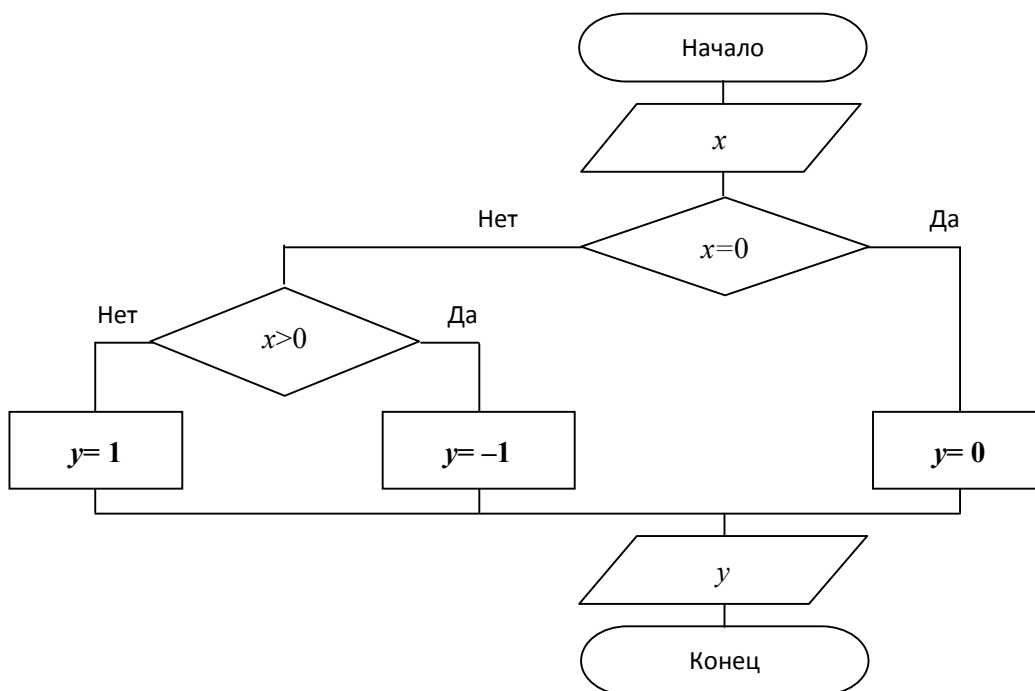 Начало
x
Нет
Да
x=0
Нет
Да
x>0
y= 1
y= –1
y= 0
y
Конец